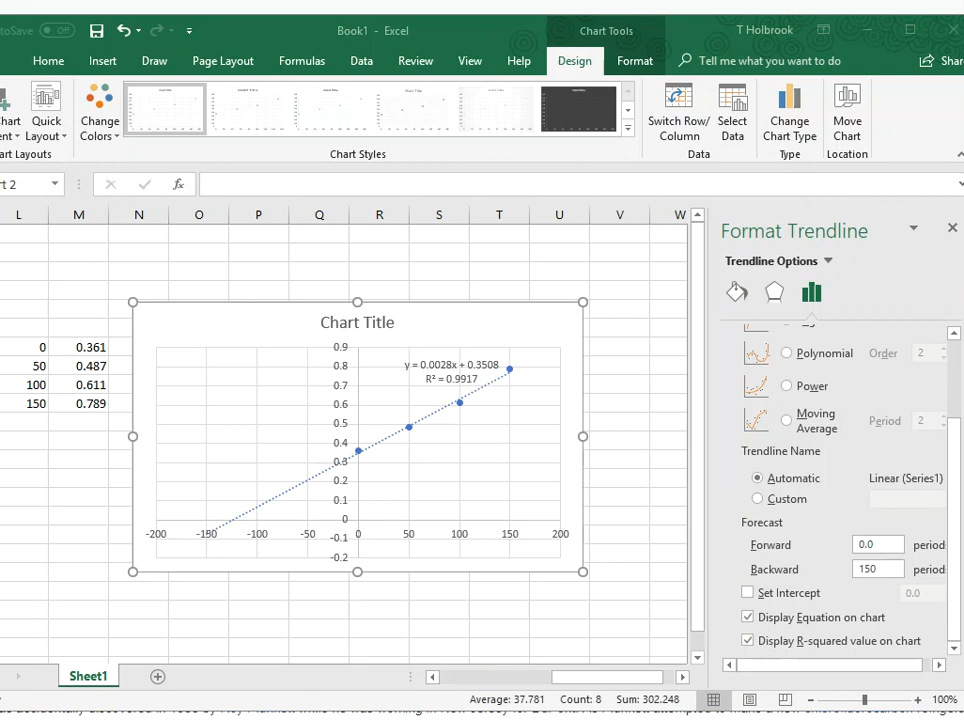 toSave Off Book1 - Excel Chart Tools T Holbrook
Home Insert Draw Page Layout Formulas Data Review View Help Design Format Tell me what you want to do Shar
Chart Quick Change Switch Row/ Select Change Move
ent Layout Colors Column Data Chart Type Chart
art Layouts Chart Styles Data Type Location
rt 2 fx
L M N O P Q R S T U V W
0 0.361
50 0.487
100 0.611
150 0.789
Chart Title
0.9
0.8
0.7
0.6
0.5
0.4
0.3
0.2
0.1
0
-0.1
-0.2
y = 0.0028x + 0.3508
R² = 0.9917
-200 -150 -100 -50 0 50 100 150 200
Format Trendline
Trendline Options
Polynomial Order 2
Power
Moving Average Period 2
Trendline Name
Automatic Linear (Series1)
Custom
Forecast
Forward 0.0 period
Backward 150 period
Set Intercept 0.0
Display Equation on chart
Display R-squared value on chart
Sheet1
Average: 37.781 Count: 8 Sum: 302.248 100%